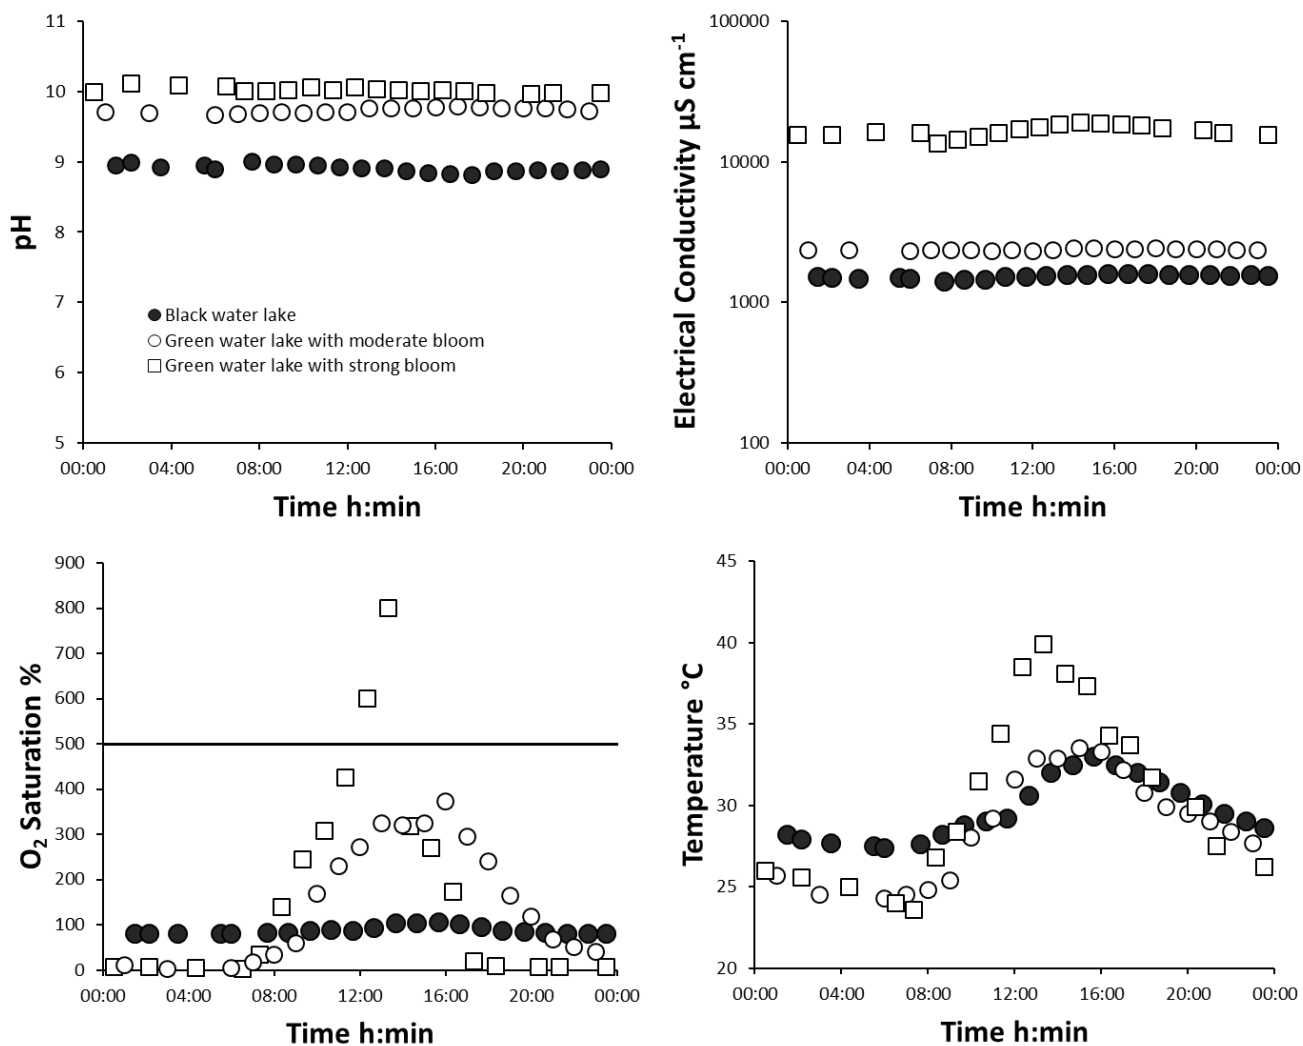 11
10
9
8
7
6
5
pH
Black water lake
Green water lake with moderate bloom
Green water lake with strong bloom
00:00 04:00 08:00 12:00 16:00 20:00 00:00
Time h:min
100000
10000
1000
100
Electrical Conductivity µS cm⁻¹
00:00 04:00 08:00 12:00 16:00 20:00 00:00
Time h:min
900
800
700
600
500
400
300
200
100
0
O₂ Saturation %
00:00 04:00 08:00 12:00 16:00 20:00 00:00
Time h:min
45
40
35
30
25
20
Temperature °C
00:00 04:00 08:00 12:00 16:00 20:00 00:00
Time h:min